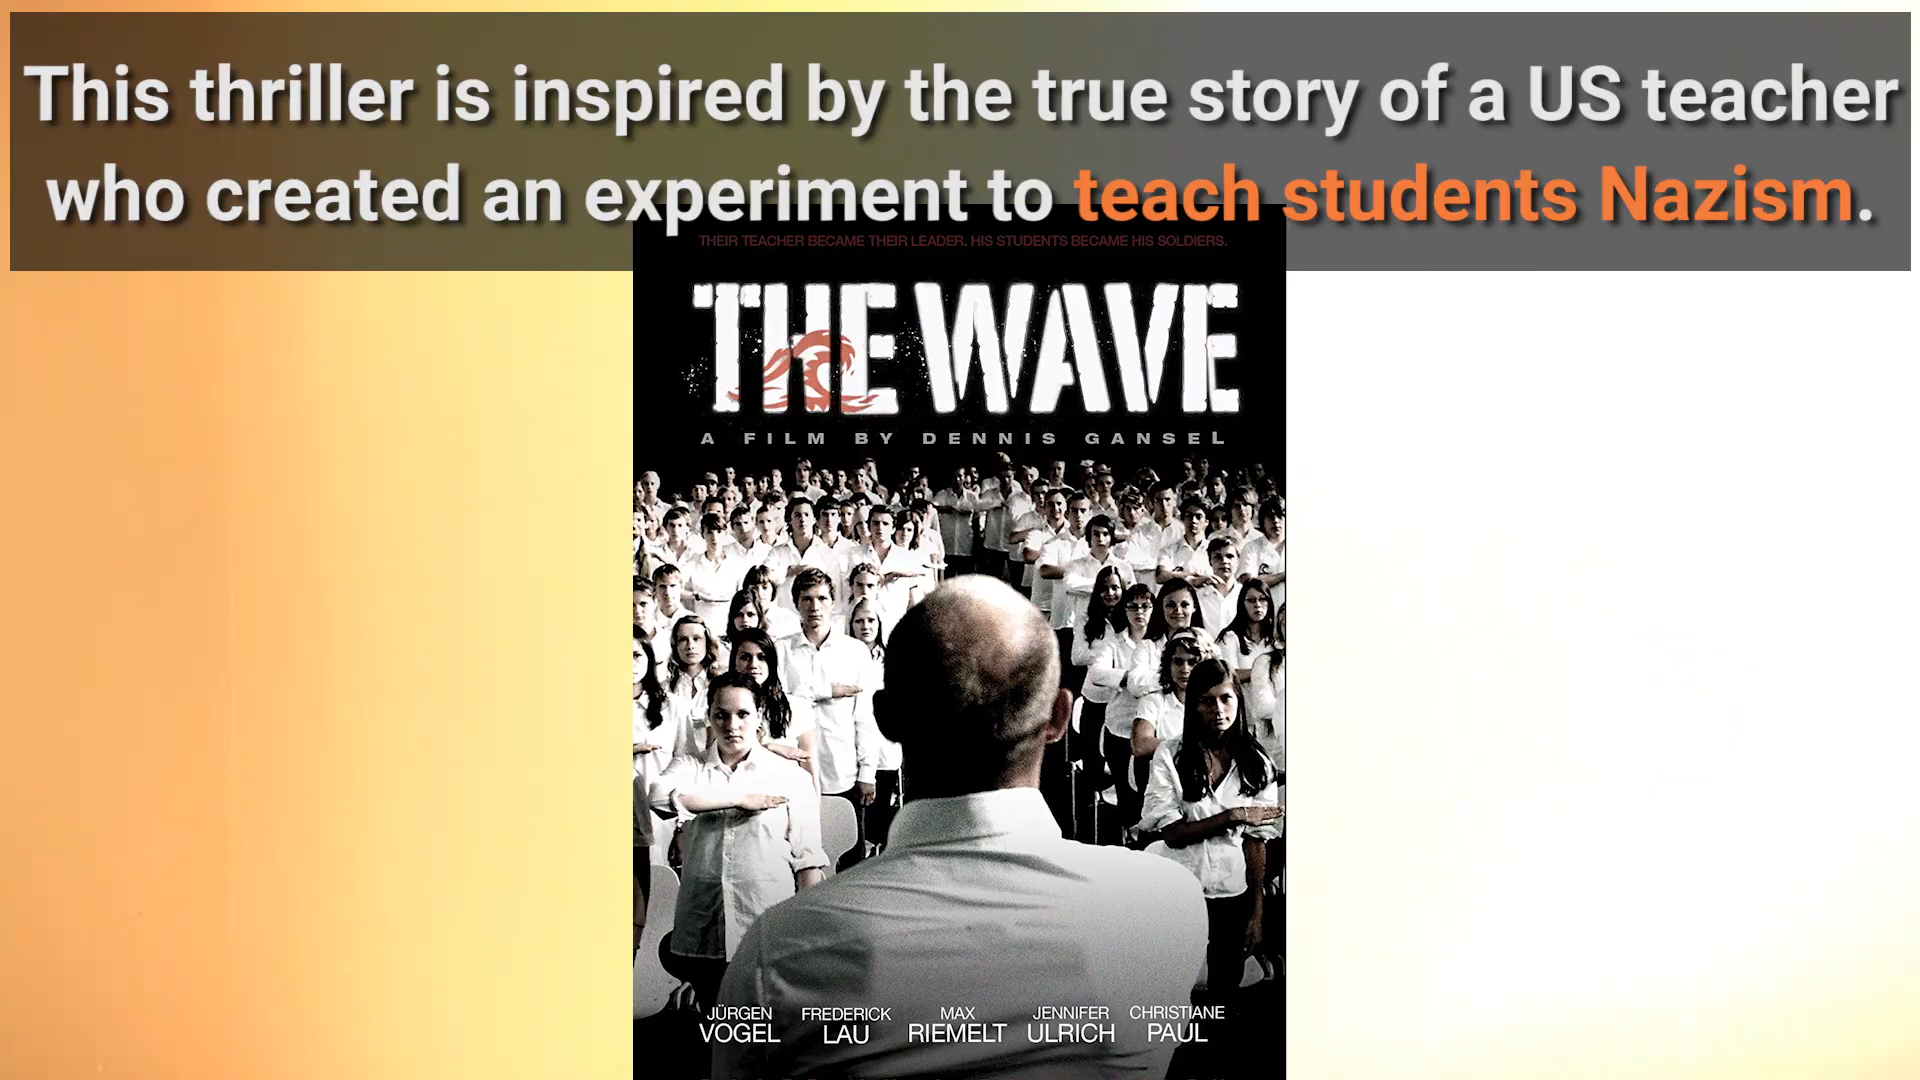 This thriller is inspired by the true story of a US teacher
who created an experiment to teach students Nazism.
THEIR TEACHER BECAME THEIR LEADER. HIS STUDENTS BECAME HIS SOLDIERS.
THE WAVE
A FILM BY DENNIS GANSEL
JÜRGEN FREDERICK MAX JENNIFER CHRISTIANE
VOGEL LAU RIEMELT ULRICH PAUL